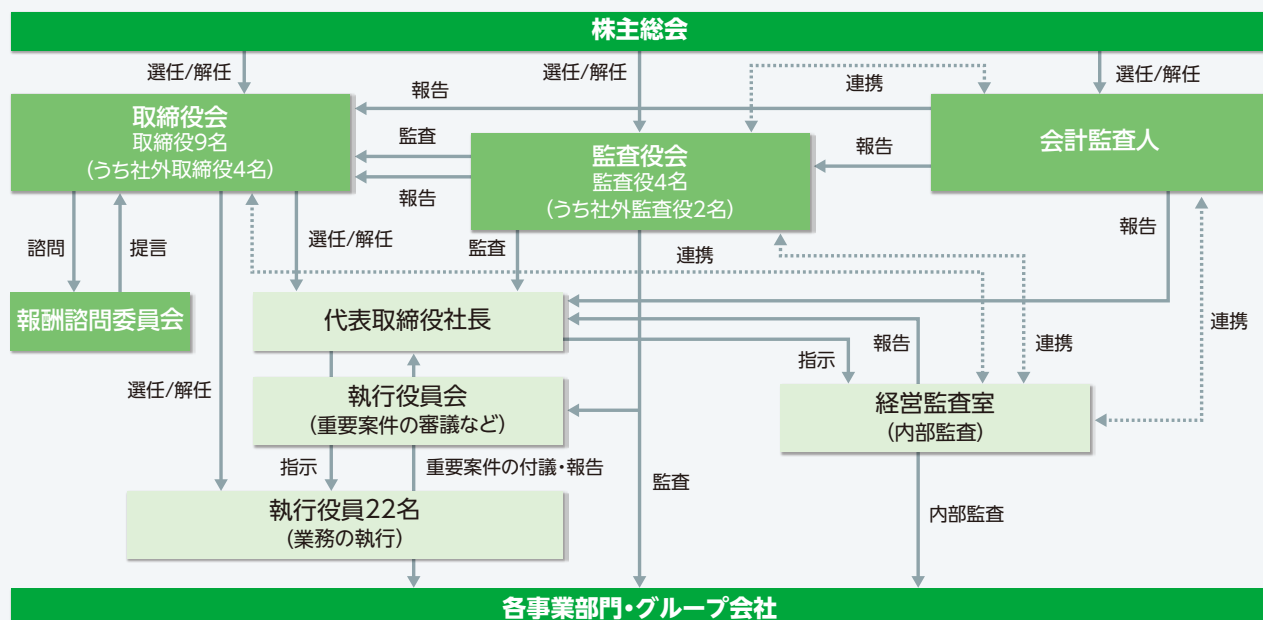 株主総会
選任/解任
選任/解任
選任/解任
連携
報告
取締役会
取締役9名
(うち社外取締役4名)
監査
報告
監査役会
監査役4名
(うち社外監査役2名)
報告
会計監査人
諮問
提言
選任/解任
監査
連携
報告
報酬諮問委員会
代表取締役社長
報告
連携
連携
指示
選任/解任
執行役員会
(重要案件の審議など)
経営監査室
(内部監査)
指示
重要案件の付議・報告
監査
執行役員22名
(業務の執行)
内部監査
各事業部門・グループ会社